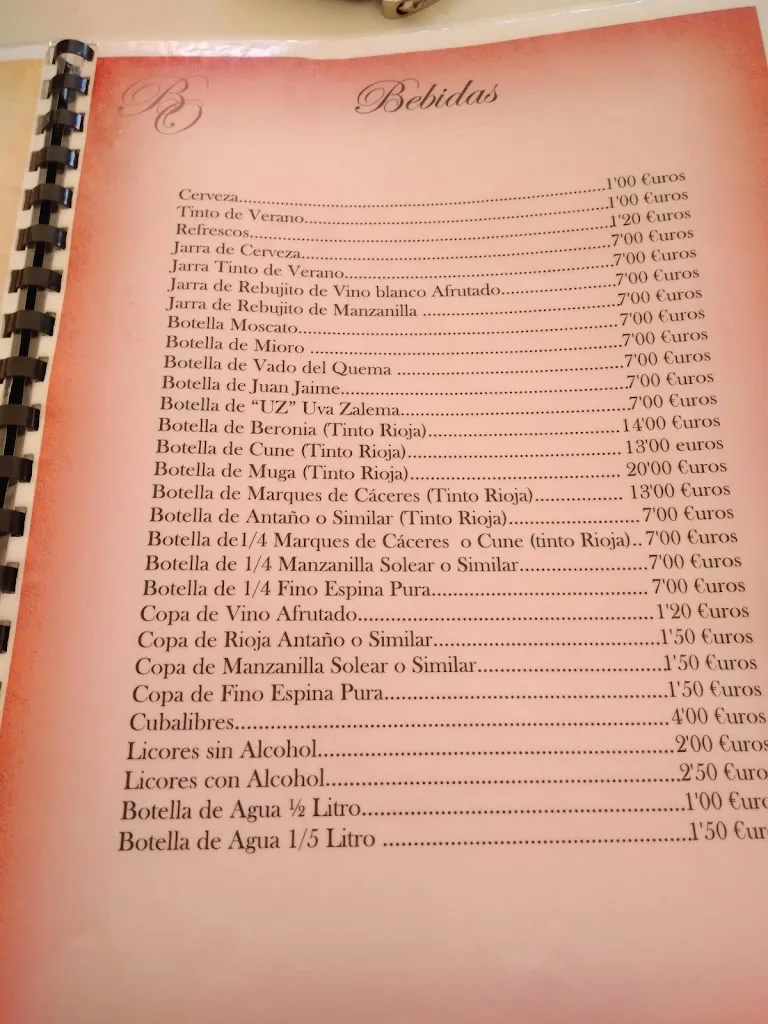 BC
Bebidas
Cerveza..........1'00 €uros
Tinto de Verano..........1'00 €uros
Refrescos..........1'20 €uros
Jarra de Cerveza..........7'00 €uros
Jarra Tinto de Verano..........7'00 €uros
Jarra de Rebujito de Vino blanco Afrutado..........7'00 €uros
Jarra de Rebujito de Manzanilla ..........7'00 €uros
Botella Moscato..........7'00 €uros
Botella de Mioro ..........7'00 €uros
Botella de Vado del Quema ..........7'00 €uros
Botella de Juan Jaime..........7'00 €uros
Botella de “UZ” Uva Zalema..........7'00 €uros
Botella de Beronia (Tinto Rioja)..........14'00 €uros
Botella de Cune (Tinto Rioja)..........13'00 euros
Botella de Muga (Tinto Rioja)..........20'00 €uros
Botella de Marques de Cáceres (Tinto Rioja).......... 13'00 €uros
Botella de Antaño o Similar (Tinto Rioja)..........7'00 €uros
Botella de1/4 Marques de Cáceres o Cune (tinto Rioja)..7'00 €uros
Botella de 1/4 Manzanilla Solear o Similar..........7'00 €uros
Botella de 1/4 Fino Espina Pura..........7'00 €uros
Copa de Vino Afrutado..........1'20 €uros
Copa de Rioja Antaño o Similar..........1'50 €uros
Copa de Manzanilla Solear o Similar..........1'50 €uros
Copa de Fino Espina Pura..........1'50 €uros
Cubalibres..........4'00 €uros
Licores sin Alcohol..........2'00 €uros
Licores con Alcohol..........2'50 €uro
Botella de Agua ½ Litro..........1'00 €uro
Botella de Agua 1/5 Litro ..........1'50 €ur